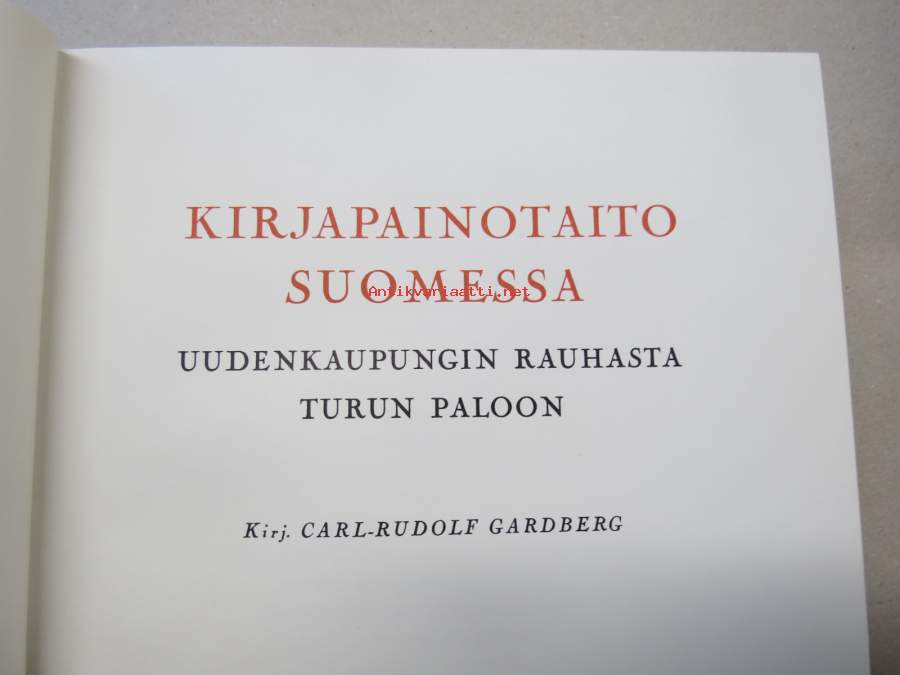 KIRJAPAINOTAITO
SUOMESSA
Antikvariaatti.net
UUDENKAUPUNGIN RAUHASTA
TURUN PALOON
Kirj. CARL-RUDOLF GARDBERG